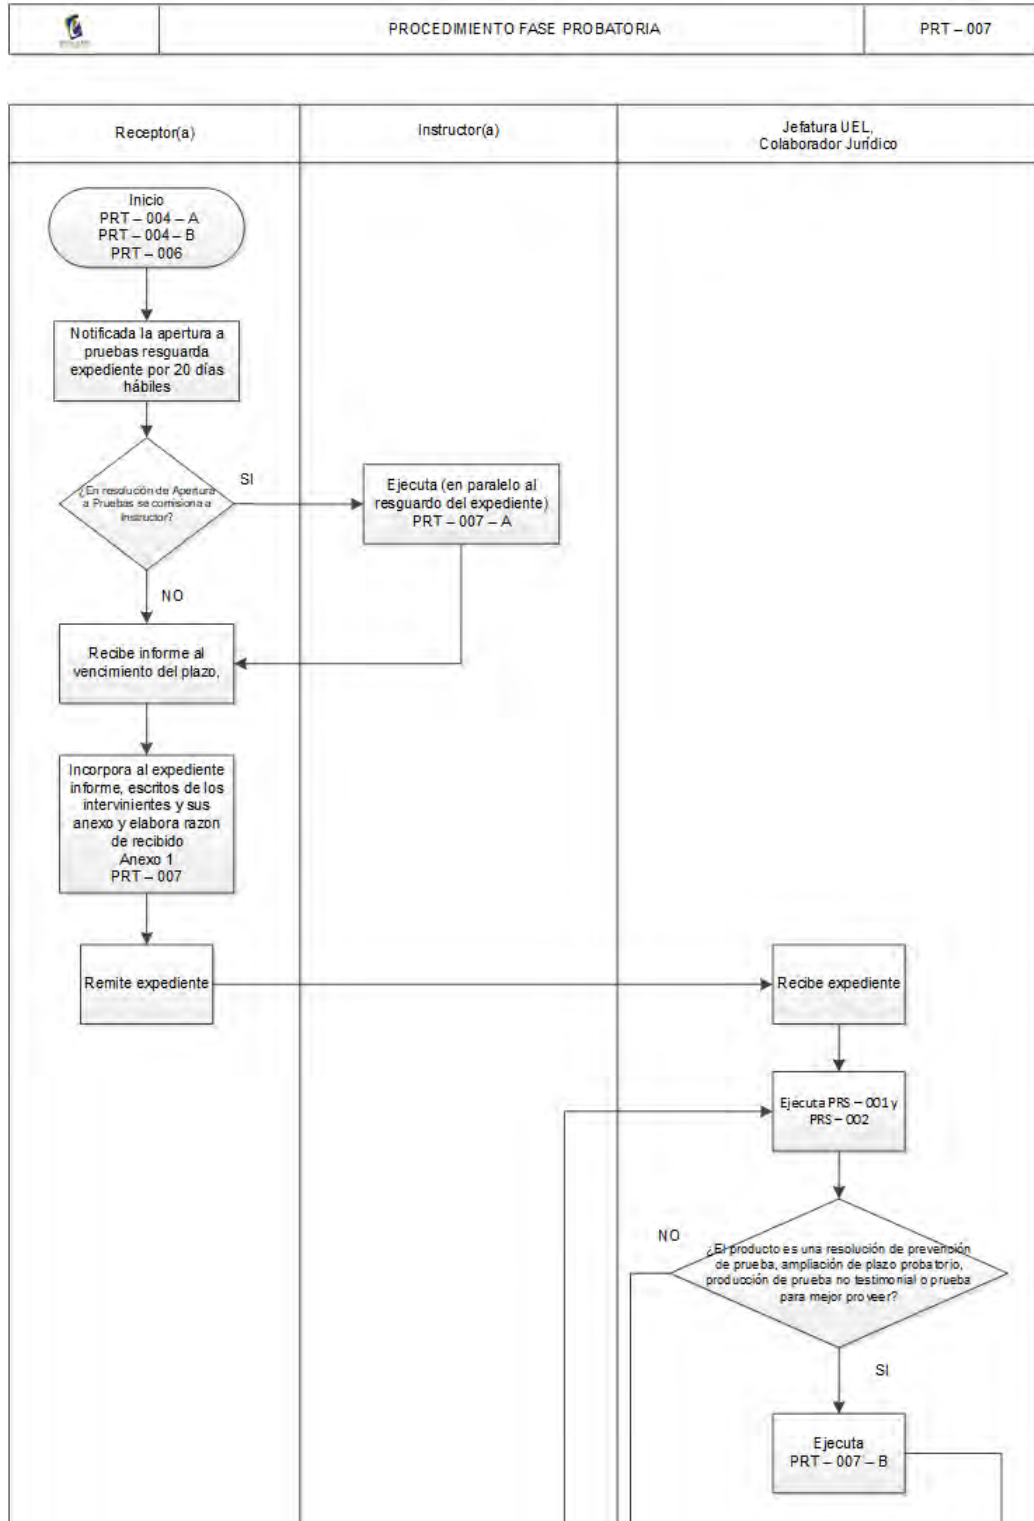 PROCEDIMIENTO FASE PROBATORIA
PRT – 007
Receptor(a)
Instructor(a)
Jefatura UEL,
Colaborador Jurídico
Inicio
PRT – 004 – A
PRT – 004 – B
PRT – 006
Notificada la apertura a
pruebas resguarda
expediente por 20 días
hábiles
¿En resolución de Apertura
a Pruebas se comisiona a
Instructor?
SI
Ejecuta (en paralelo al
resguardo del expediente)
PRT – 007 – A
NO
Recibe informe al
vencimiento del plazo,
Incorpora al expediente
informe, escritos de los
intervinientes y sus
anexo y elabora razon
de recibido
Anexo 1
PRT – 007
Remite expediente
Recibe expediente
Ejecuta PRS – 001 y
PRS – 002
NO
¿El producto es una resolución de prevención
de prueba, ampliación de plazo probatorio,
producción de prueba no testimonial o prueba
para mejor proveer?
SI
Ejecuta
PRT – 007 – B